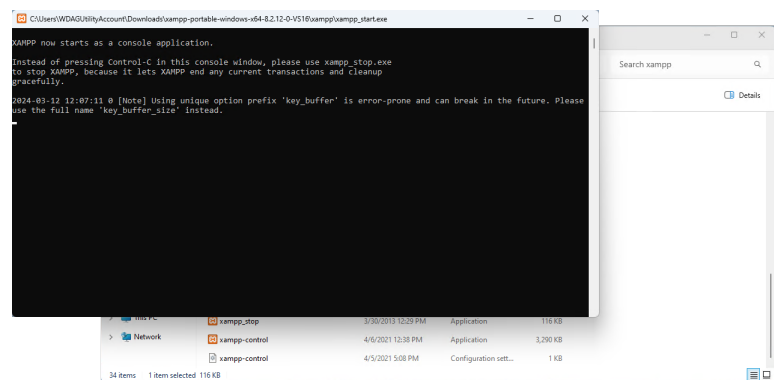 C:\Users\WDAGUtilityAccount\Downloads\xampp-portable-windows-x64-8.2.12-0-VS16\xampp\xampp_start.exe
XAMPP now starts as a console application.
Instead of pressing Control-C in this console window, please use xampp_stop.exe
to stop XAMPP, because it lets XAMPP end any current transactions and cleanup
gracefully.
2024-03-12 12:07:11 0 [Note] Using unique option prefix 'key_buffer' is error-prone and can break in the future. Please
use the full name 'key_buffer_size' instead.
Search xampp
Details
This PC
xampp_stop 3/30/2013 12:29 PM Application 116 KB
Network
xampp-control 4/6/2021 12:38 PM Application 3,290 KB
xampp-control 4/5/2021 5:08 PM Configuration sett... 1 KB
34 items 1 item selected 116 KB